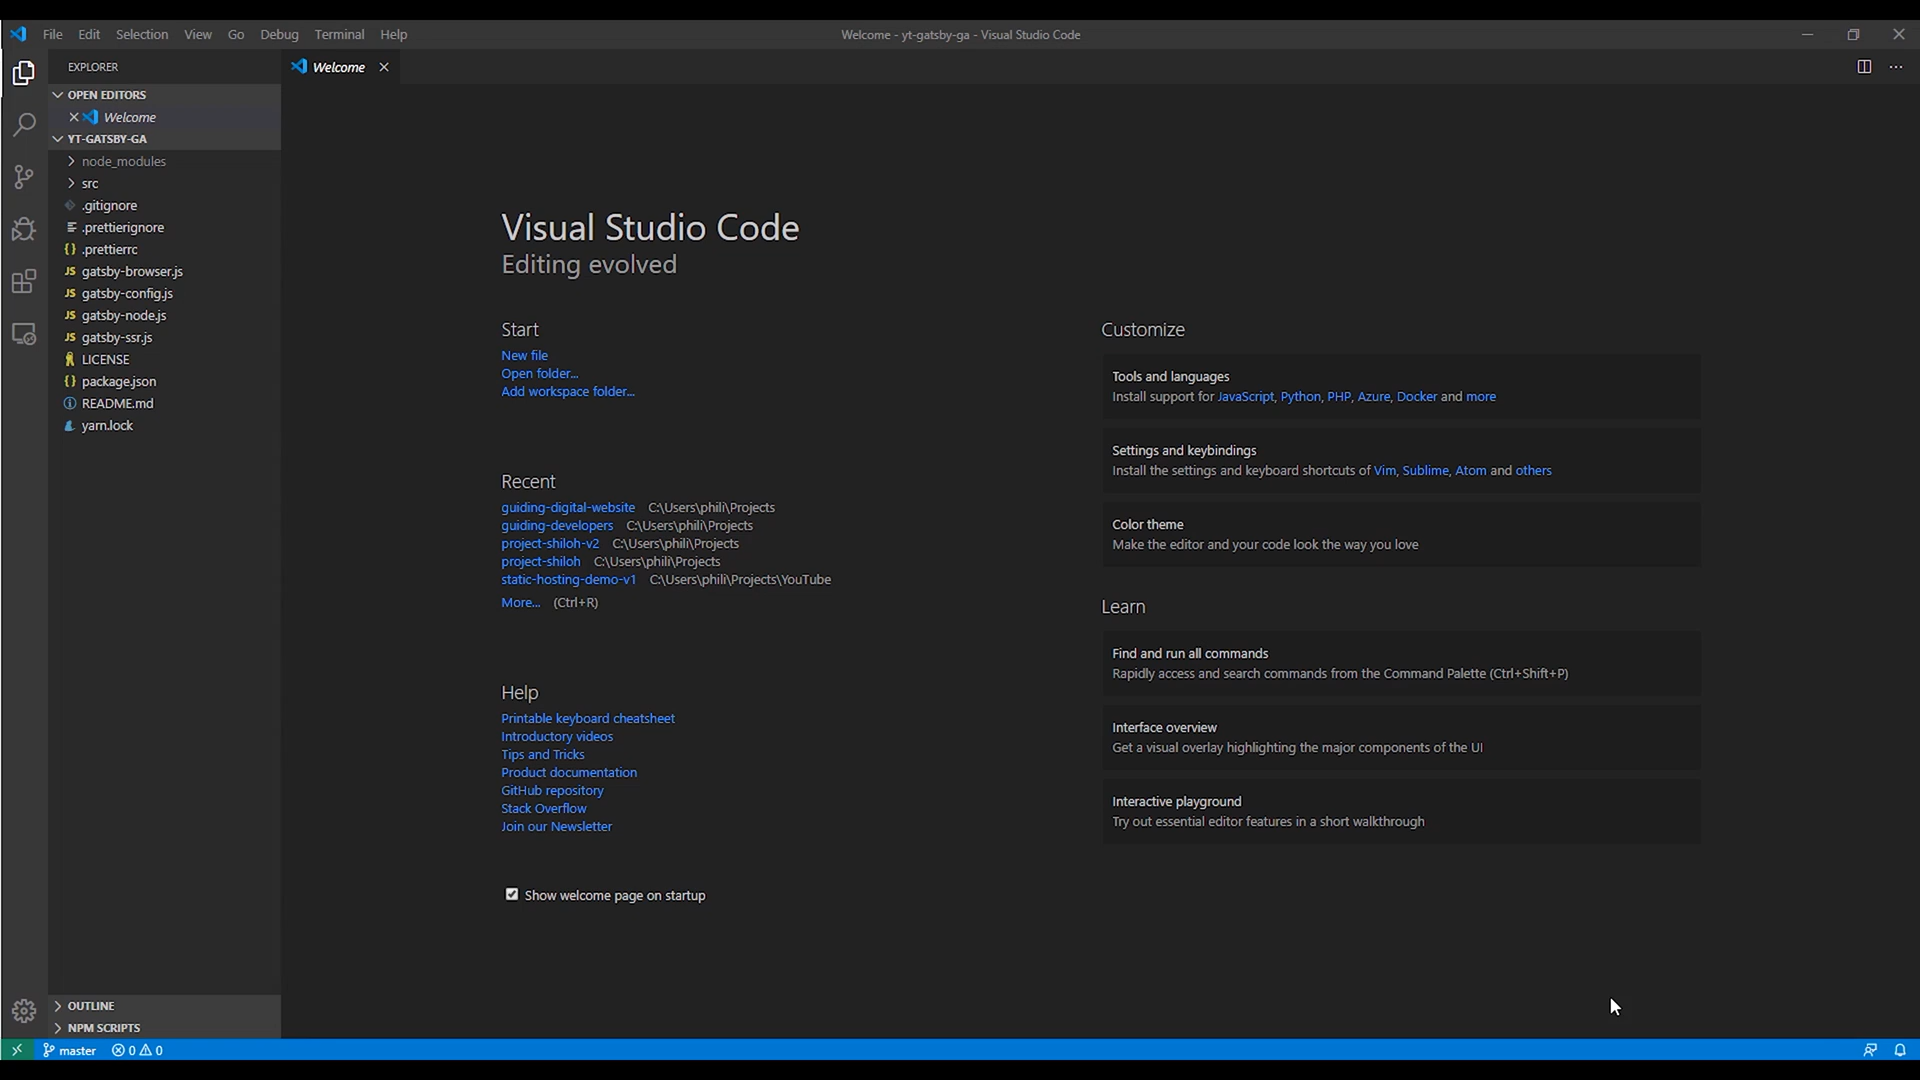 File Edit Selection View Go Debug Terminal Help
Welcome - yt-gatsby-ga - Visual Studio Code
EXPLORER
Welcome
OPEN EDITORS
Welcome
YT-GATSBY-GA
node_modules
src
.gitignore
.prettierignore
{} .prettierrc
JS gatsby-browser.js
JS gatsby-config.js
JS gatsby-node.js
JS gatsby-ssr.js
LICENSE
{} package.json
README.md
yarn.lock
OUTLINE
NPM SCRIPTS
Visual Studio Code
Editing evolved
Start
New file
Open folder...
Add workspace folder...
Recent
guiding-digital-website C:\Users\phili\Projects
guiding-developers C:\Users\phili\Projects
project-shiloh-v2 C:\Users\phili\Projects
project-shiloh C:\Users\phili\Projects
static-hosting-demo-v1 C:\Users\phili\Projects\YouTube
More... (Ctrl+R)
Help
Printable keyboard cheatsheet
Introductory videos
Tips and Tricks
Product documentation
GitHub repository
Stack Overflow
Join our Newsletter
Show welcome page on startup
Customize
Tools and languages
Install support for JavaScript, Python, PHP, Azure, Docker and more
Settings and keybindings
Install the settings and keyboard shortcuts of Vim, Sublime, Atom and others
Color theme
Make the editor and your code look the way you love
Learn
Find and run all commands
Rapidly access and search commands from the Command Palette (Ctrl+Shift+P)
Interface overview
Get a visual overlay highlighting the major components of the UI
Interactive playground
Try out essential editor features in a short walkthrough
master 0 0